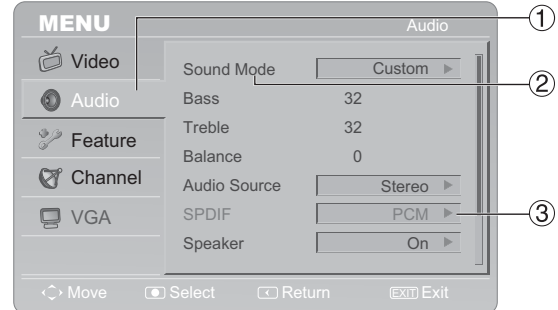 MENU Audio
Video
Audio
Feature
Channel
VGA
Sound Mode Custom
Bass 32
Treble 32
Balance 0
Audio Source Stereo
SPDIF PCM
Speaker On
Move Select Return EXIT Exit
1
2
3